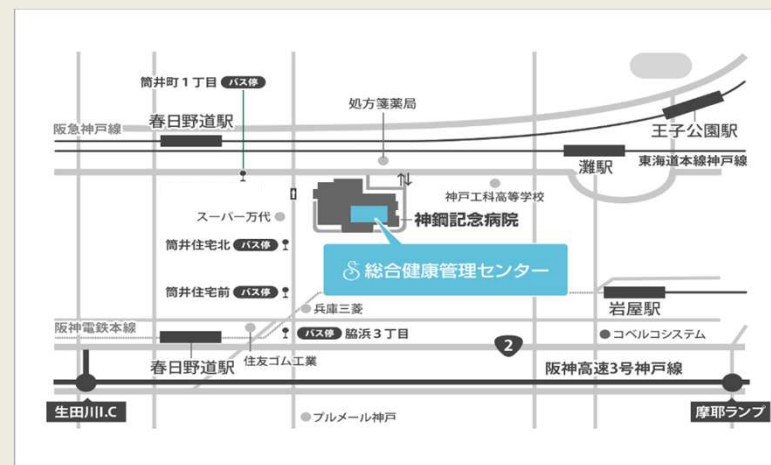 筒井町1丁目 バス停
処方箋薬局
阪急神戸線
春日野道駅
王子公園駅
灘駅
東海道本線神戸線
神戸工科高等学校
スーパー万代
神鋼記念病院
筒井住宅北 バス停
総合健康管理センター
筒井住宅前 バス停
兵庫三菱
岩屋駅
阪神電鉄本線
バス停 脇浜3丁目
コベルコシステム
2
春日野道駅
住友ゴム工業
阪神高速3号神戸線
生田川I.C
摩耶ランプ
ブルメール神戸